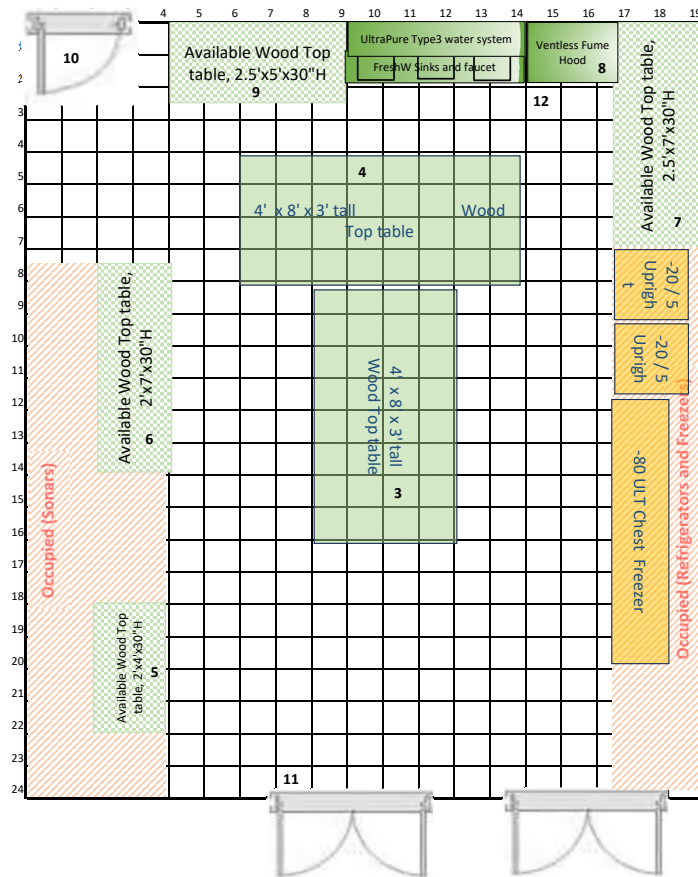 4 5 6 7 8 9 10 11 12 13 14 15 16 17 18 19
1
2
3
4
5
6
7
8
9
10
11
12
13
14
15
16
17
18
19
20
21
22
23
24
10
Available Wood Top
table, 2.5'x5'x30"H
9
UltraPure Type3 water system
FreshW Sinks and faucet
Ventless Fume
Hood
8
12
Available Wood Top table,
2.5'x7'x30"H
7
4
4' x 8' x 3' tall Wood
Top table
-20 / 5
Uprigh
t
-20 / 5
Uprigh
Available Wood Top table,
2'x7'x30"H
6
4' x 8 x 3' tall
Wood Top table
3
-80 ULT Chest Freezer
Occupied (Refrigerators and Freezers)
Occupied (Sonars)
Available Wood Top
table, 2'x4'x30"H
5
11